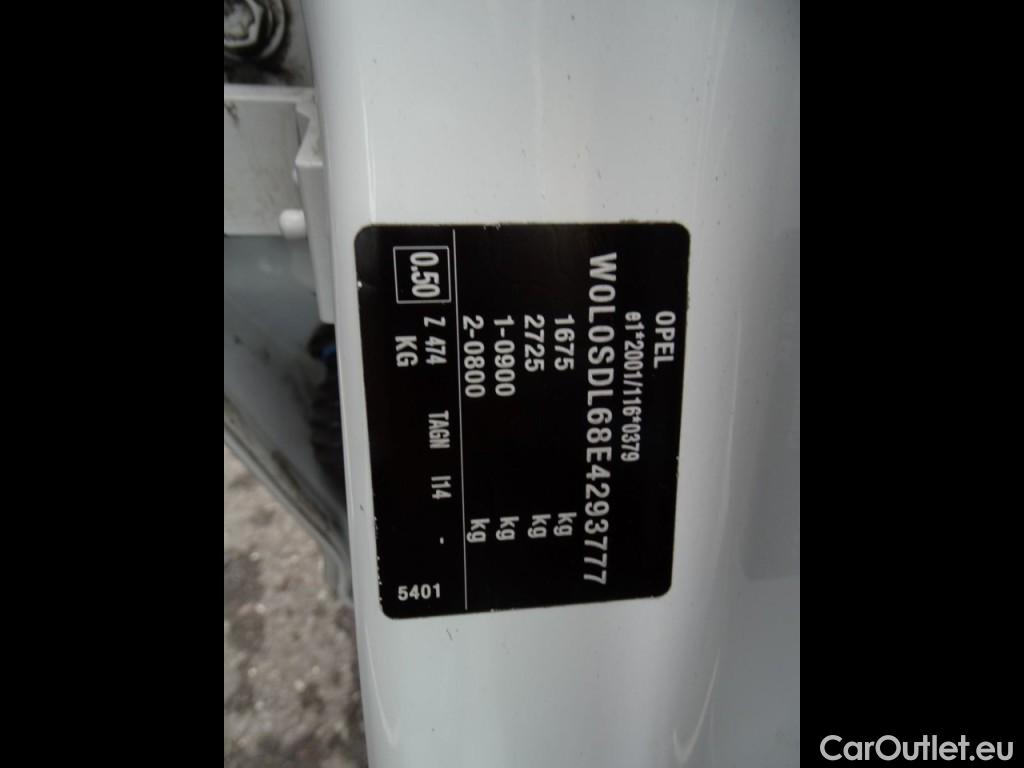 OPEL
e1*2001/116*0379
W0L0SDL68E4293777
1675 kg
2725 kg
1-0900 kg
2-0800 kg
0.50 Z 474 TAGN I14 -
KG
5401
CarOutlet.eu